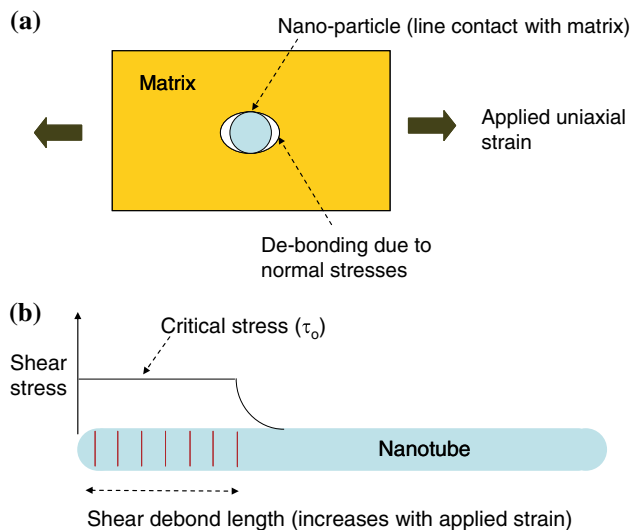 (a)
Nano-particle (line contact with matrix)
Matrix
Applied uniaxial
strain
De-bonding due to
normal stresses
(b)
Critical stress (τo)
Shear
stress
Nanotube
Shear debond length (increases with applied strain)